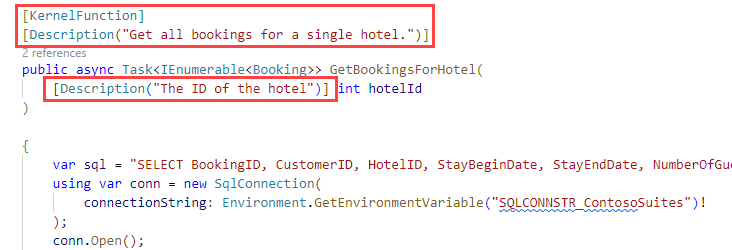 [KernelFunction]
[Description("Get all bookings for a single hotel.")]
2 references
public async Task<IEnumerable<Booking>> GetBookingsForHotel(
[Description("The ID of the hotel")] int hotelId
)
{
var sql = "SELECT BookingID, CustomerID, HotelID, StayBeginDate, StayEndDate, NumberOfGu
using var conn = new SqlConnection(
connectionString: Environment.GetEnvironmentVariable("SQLCONNSTR_ContosoSuites")!
);
conn.Open();